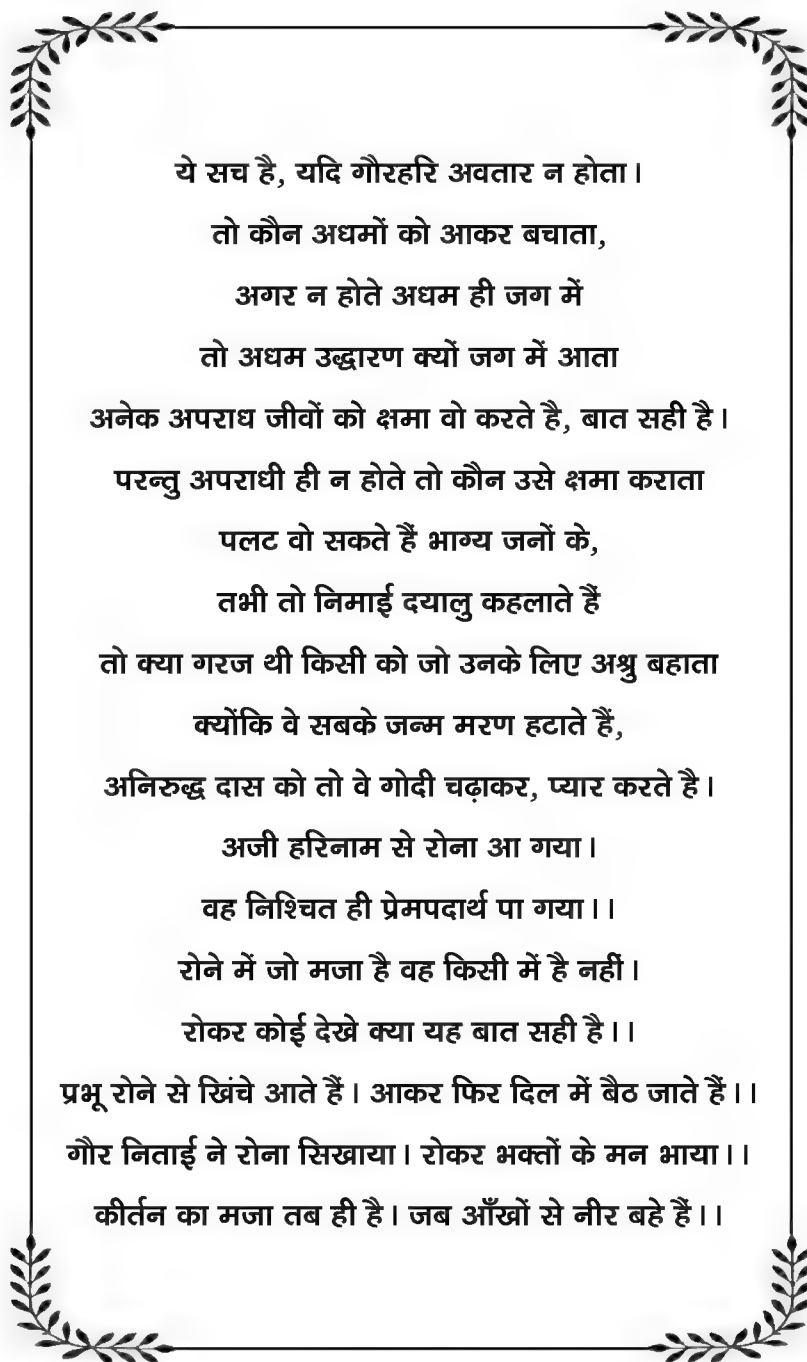 ये सच है, यदि गौरहरि अवतार न होता।
तो कौन अधमों को आकर बचाता,
अगर न होते अधम ही जग में
तो अधम उद्धारण क्यों जग में आता
अनेक अपराध जीवों को क्षमा वो करते है, बात सही है।
परन्तु अपराधी ही न होते तो कौन उसे क्षमा कराता
पलट वो सकते हैं भाग्य जनों के,
तभी तो निमाई दयालु कहलाते हैं
तो क्या गरज थी किसी को जो उनके लिए अश्रु बहाता
क्योंकि वे सबके जन्म मरण हटाते हैं,
अनिरुद्ध दास को तो वे गोदी चढ़ाकर, प्यार करते है।
अजी हरिनाम से रोना आ गया।
वह निश्चित ही प्रेमपदार्थ पा गया।।
रोने में जो मजा है वह किसी में है नहीं।
रोकर कोई देखे क्या यह बात सही है।।
प्रभू रोने से खिंचे आते हैं। आकर फिर दिल में बैठ जाते हैं।।
गौर निताई ने रोना सिखाया। रोकर भक्तों के मन भाया।।
कीर्तन का मजा तब ही है। जब आँखों से नीर बहे हैं।।